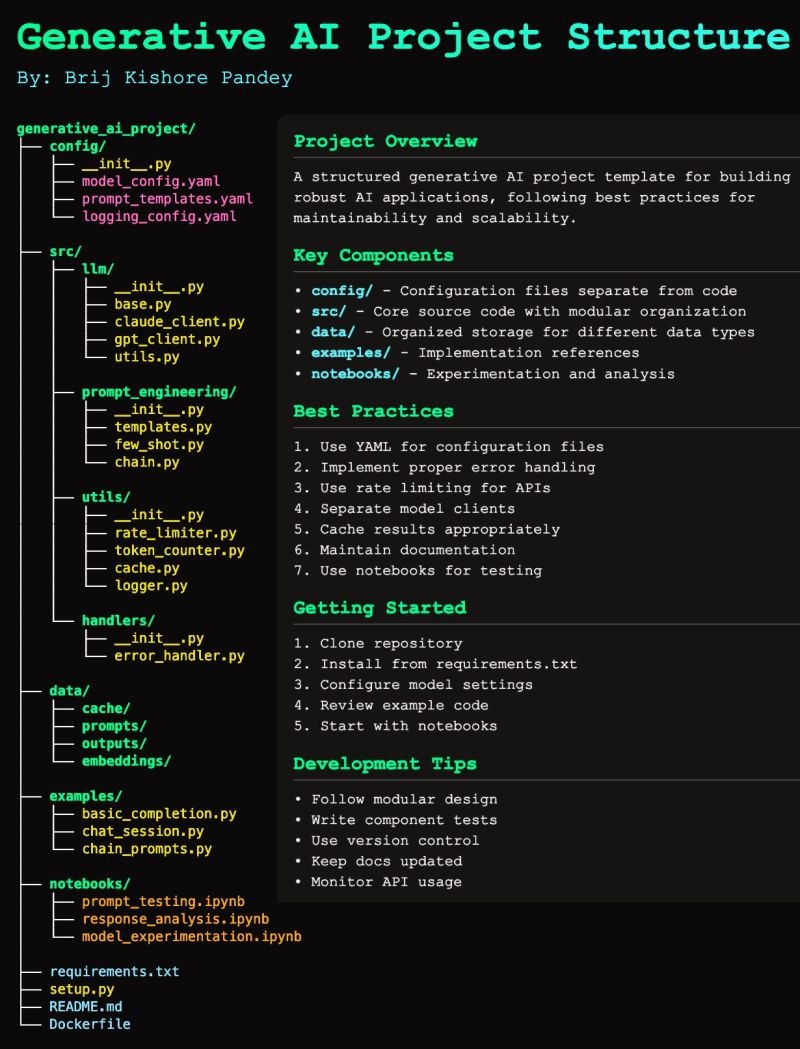 Generative AI Project Structure
By: Brij Kishore Pandey
generative_ai_project/
config/
__init__.py
model_config.yaml
prompt_templates.yaml
logging_config.yaml
src/
llm/
__init__.py
base.py
claude_client.py
gpt_client.py
utils.py
prompt_engineering/
__init__.py
templates.py
few_shot.py
chain.py
utils/
__init__.py
rate_limiter.py
token_counter.py
cache.py
logger.py
handlers/
__init__.py
error_handler.py
data/
cache/
prompts/
outputs/
embeddings/
examples/
basic_completion.py
chat_session.py
chain_prompts.py
notebooks/
prompt_testing.ipynb
response_analysis.ipynb
model_experimentation.ipynb
requirements.txt
setup.py
README.md
Dockerfile
Project Overview
A structured generative AI project template for building
robust AI applications, following best practices for
maintainability and scalability.
Key Components
• config/ - Configuration files separate from code
• src/ - Core source code with modular organization
• data/ - Organized storage for different data types
• examples/ - Implementation references
• notebooks/ - Experimentation and analysis
Best Practices
1. Use YAML for configuration files
2. Implement proper error handling
3. Use rate limiting for APIs
4. Separate model clients
5. Cache results appropriately
6. Maintain documentation
7. Use notebooks for testing
Getting Started
1. Clone repository
2. Install from requirements.txt
3. Configure model settings
4. Review example code
5. Start with notebooks
Development Tips
• Follow modular design
• Write component tests
• Use version control
• Keep docs updated
• Monitor API usage